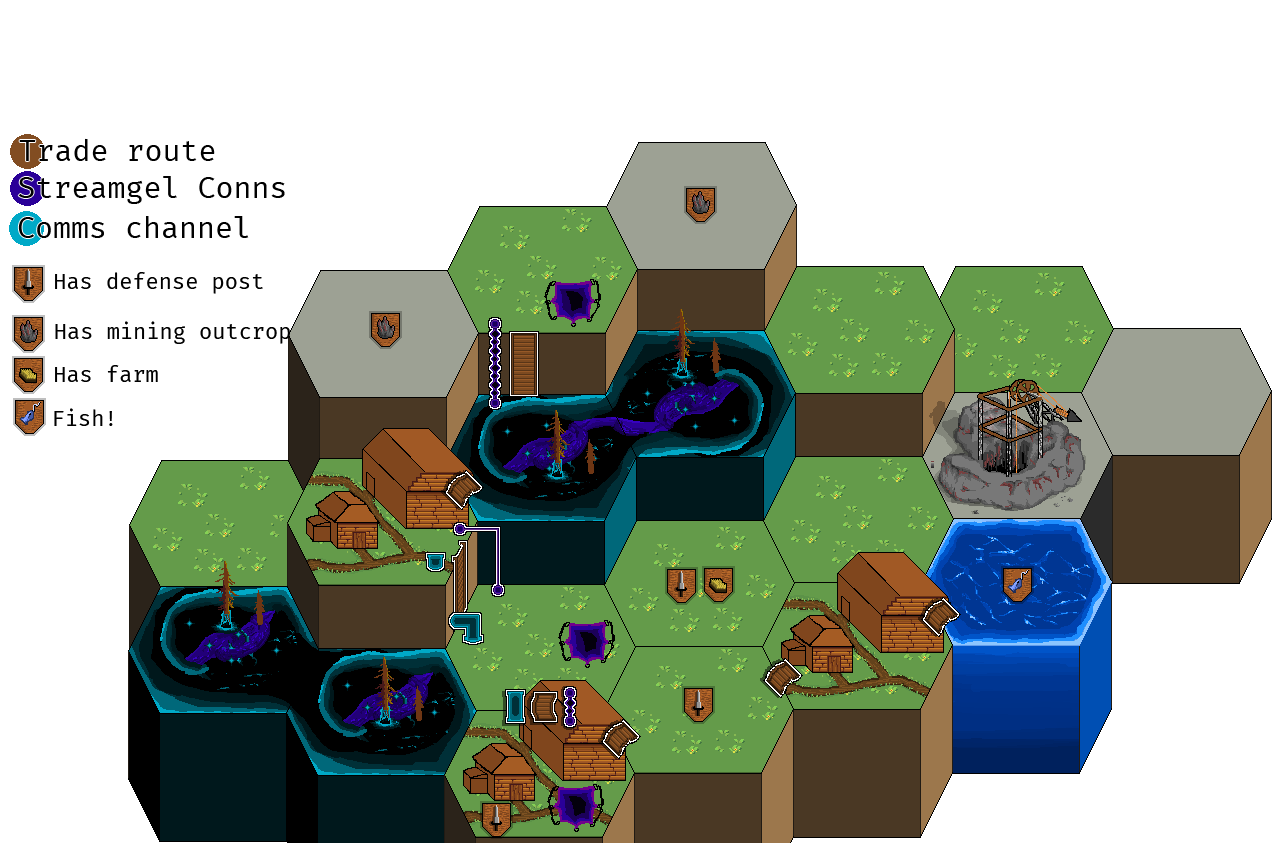 Trade route
Streamgel Conns
Comms channel
Has defense post
Has mining outcrop
Has farm
Fish!